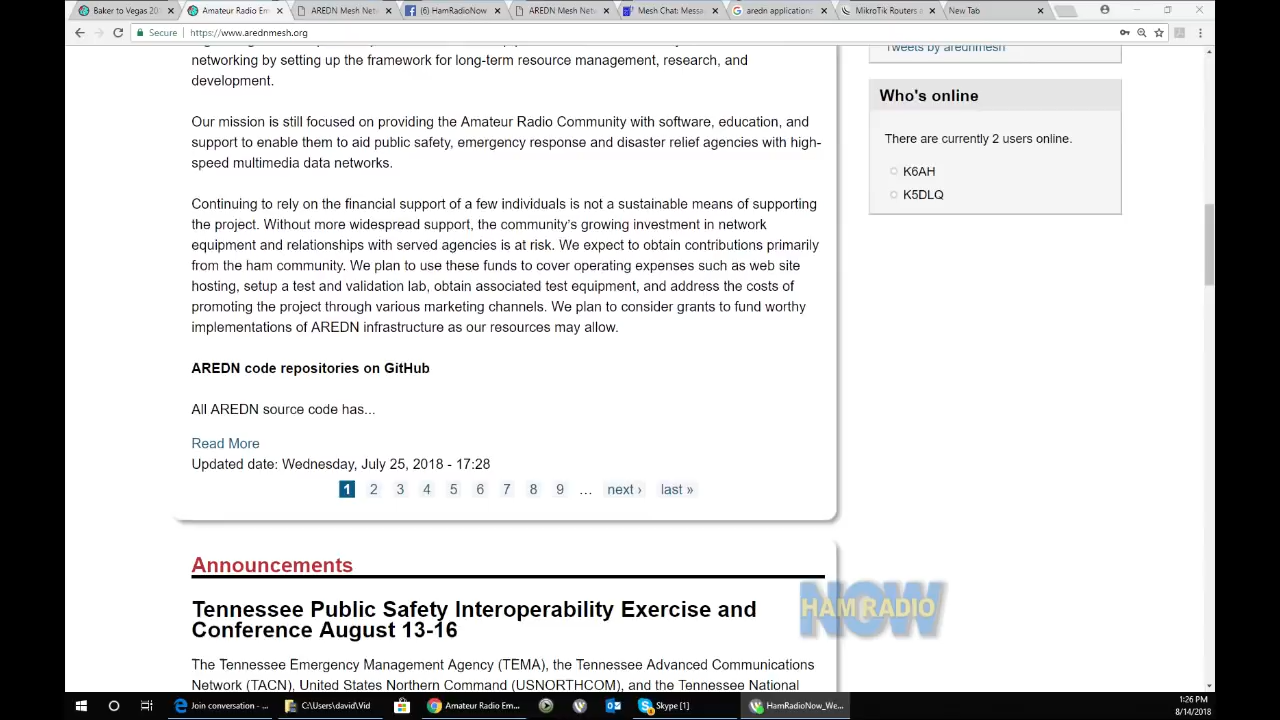 Baker to Vegas 20
Amateur Radio Em
AREDN Mesh Netw
(6) HamRadioNow
AREDN Mesh Netw
Mesh Chat: Messa
aredn applications
MikroTik Routers a
New Tab
Secure https://www.arednmesh.org
networking by setting up the framework for long-term resource management, research, and
development.
Our mission is still focused on providing the Amateur Radio Community with software, education, and
support to enable them to aid public safety, emergency response and disaster relief agencies with high-
speed multimedia data networks.
Continuing to rely on the financial support of a few individuals is not a sustainable means of supporting
the project. Without more widespread support, the community's growing investment in network
equipment and relationships with served agencies is at risk. We expect to obtain contributions primarily
from the ham community. We plan to use these funds to cover operating expenses such as web site
hosting, setup a test and validation lab, obtain associated test equipment, and address the costs of
promoting the project through various marketing channels. We plan to consider grants to fund worthy
implementations of AREDN infrastructure as our resources may allow.
AREDN code repositories on GitHub
All AREDN source code has...
Read More
Updated date: Wednesday, July 25, 2018 - 17:28
1 2 3 4 5 6 7 8 9 … next › last »
Announcements
Tennessee Public Safety Interoperability Exercise and
Conference August 13-16
The Tennessee Emergency Management Agency (TEMA), the Tennessee Advanced Communications
Network (TACN), United States Northern Command (USNORTHCOM), and the Tennessee National
Tweets by arednmesh
Who's online
There are currently 2 users online.
K6AH
K5DLQ
HAM RADIO
NOW
Join conversation - ...
C:\Users\david\Vid
Amateur Radio Em...
Skype [1]
HamRadioNow_We...
1:26 PM
8/14/2018